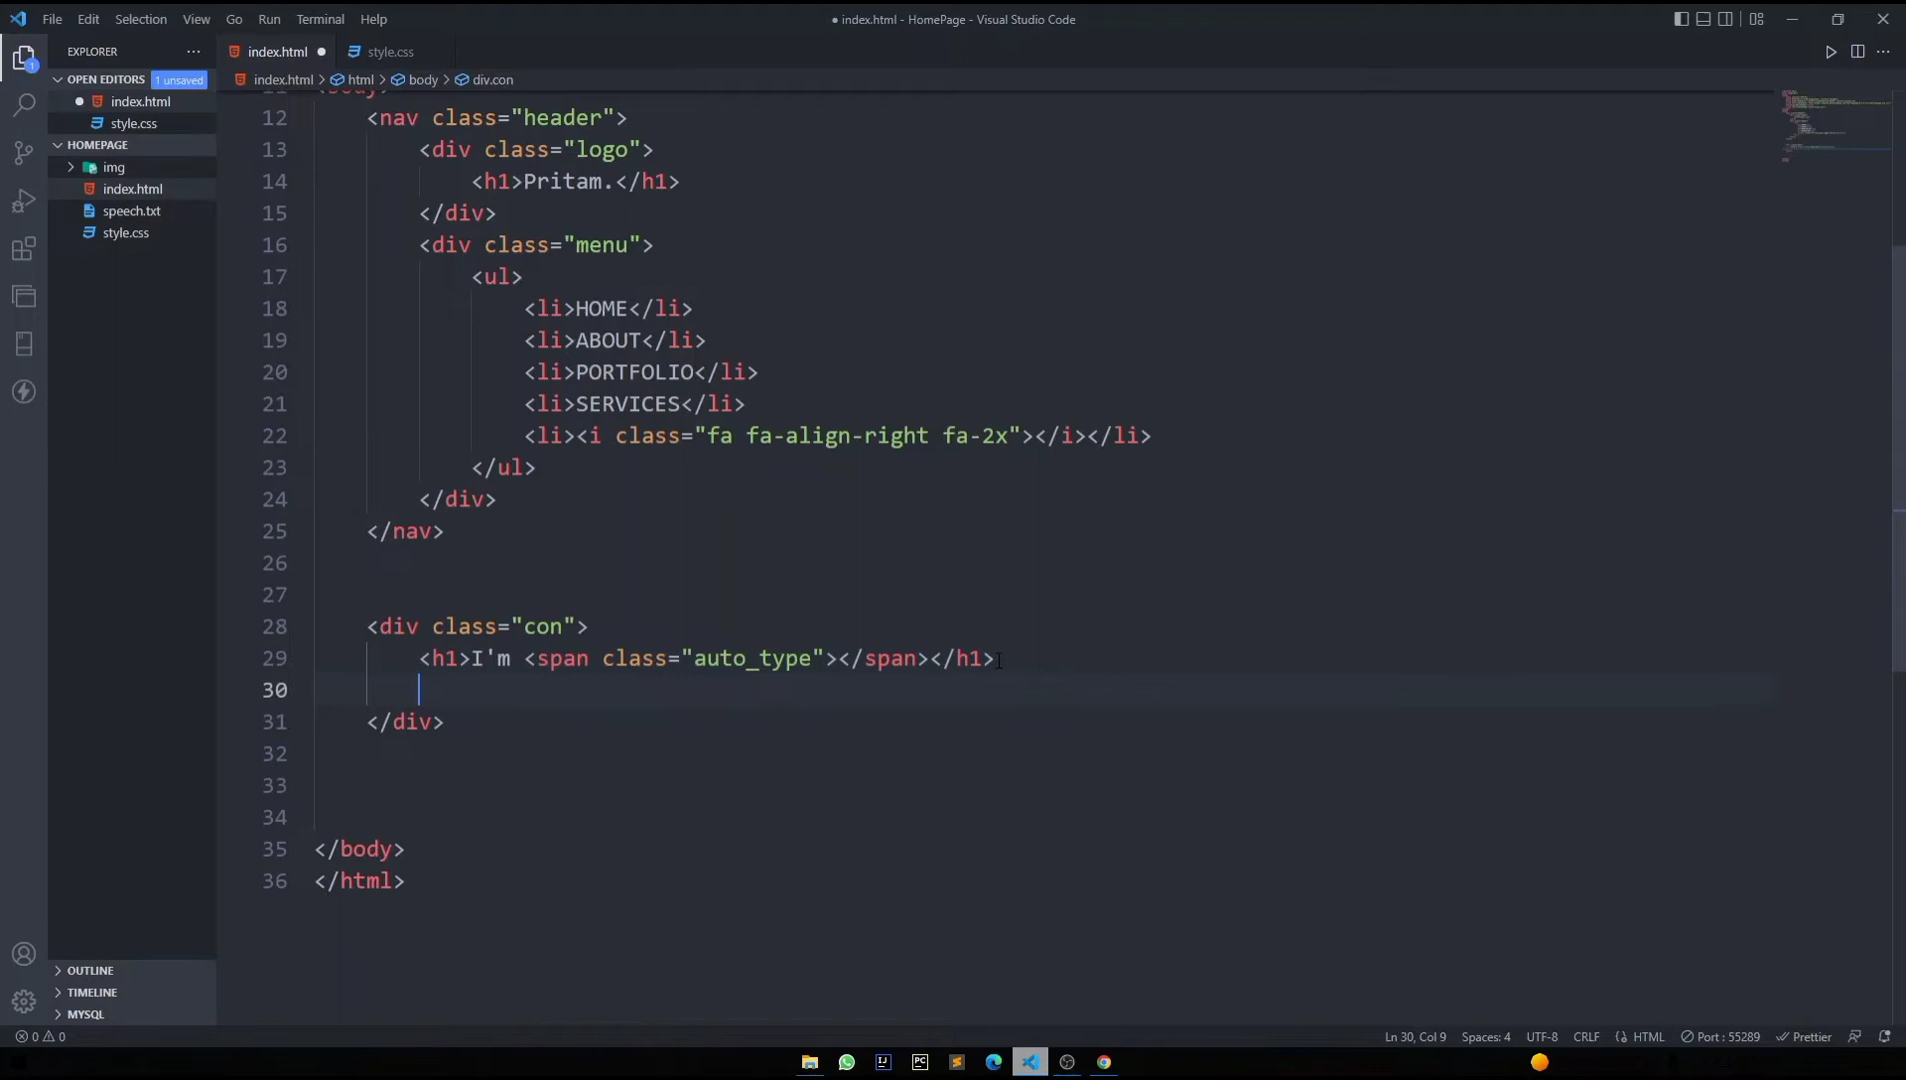 File Edit Selection View Go Run Terminal Help
● index.html - HomePage - Visual Studio Code
EXPLORER ···
index.html ●
style.css
OPEN EDITORS 1 unsaved
index.html > html > body > div.con
● index.html
style.css
HOMEPAGE
img
index.html
speech.txt
style.css
11 <body>
12 <nav class="header">
13 <div class="logo">
14 <h1>Pritam.</h1>
15 </div>
16 <div class="menu">
17 <ul>
18 <li>HOME</li>
19 <li>ABOUT</li>
20 <li>PORTFOLIO</li>
21 <li>SERVICES</li>
22 <li><i class="fa fa-align-right fa-2x"></i></li>
23 </ul>
24 </div>
25 </nav>
26
27
28 <div class="con">
29 <h1>I'm <span class="auto_type"></span></h1>
30
31 </div>
32
33
34
35 </body>
36 </html>
OUTLINE
TIMELINE
MYSQL
0 0
Ln 30, Col 9 Spaces: 4 UTF-8 CRLF HTML Port : 55289 Prettier
IJ PC